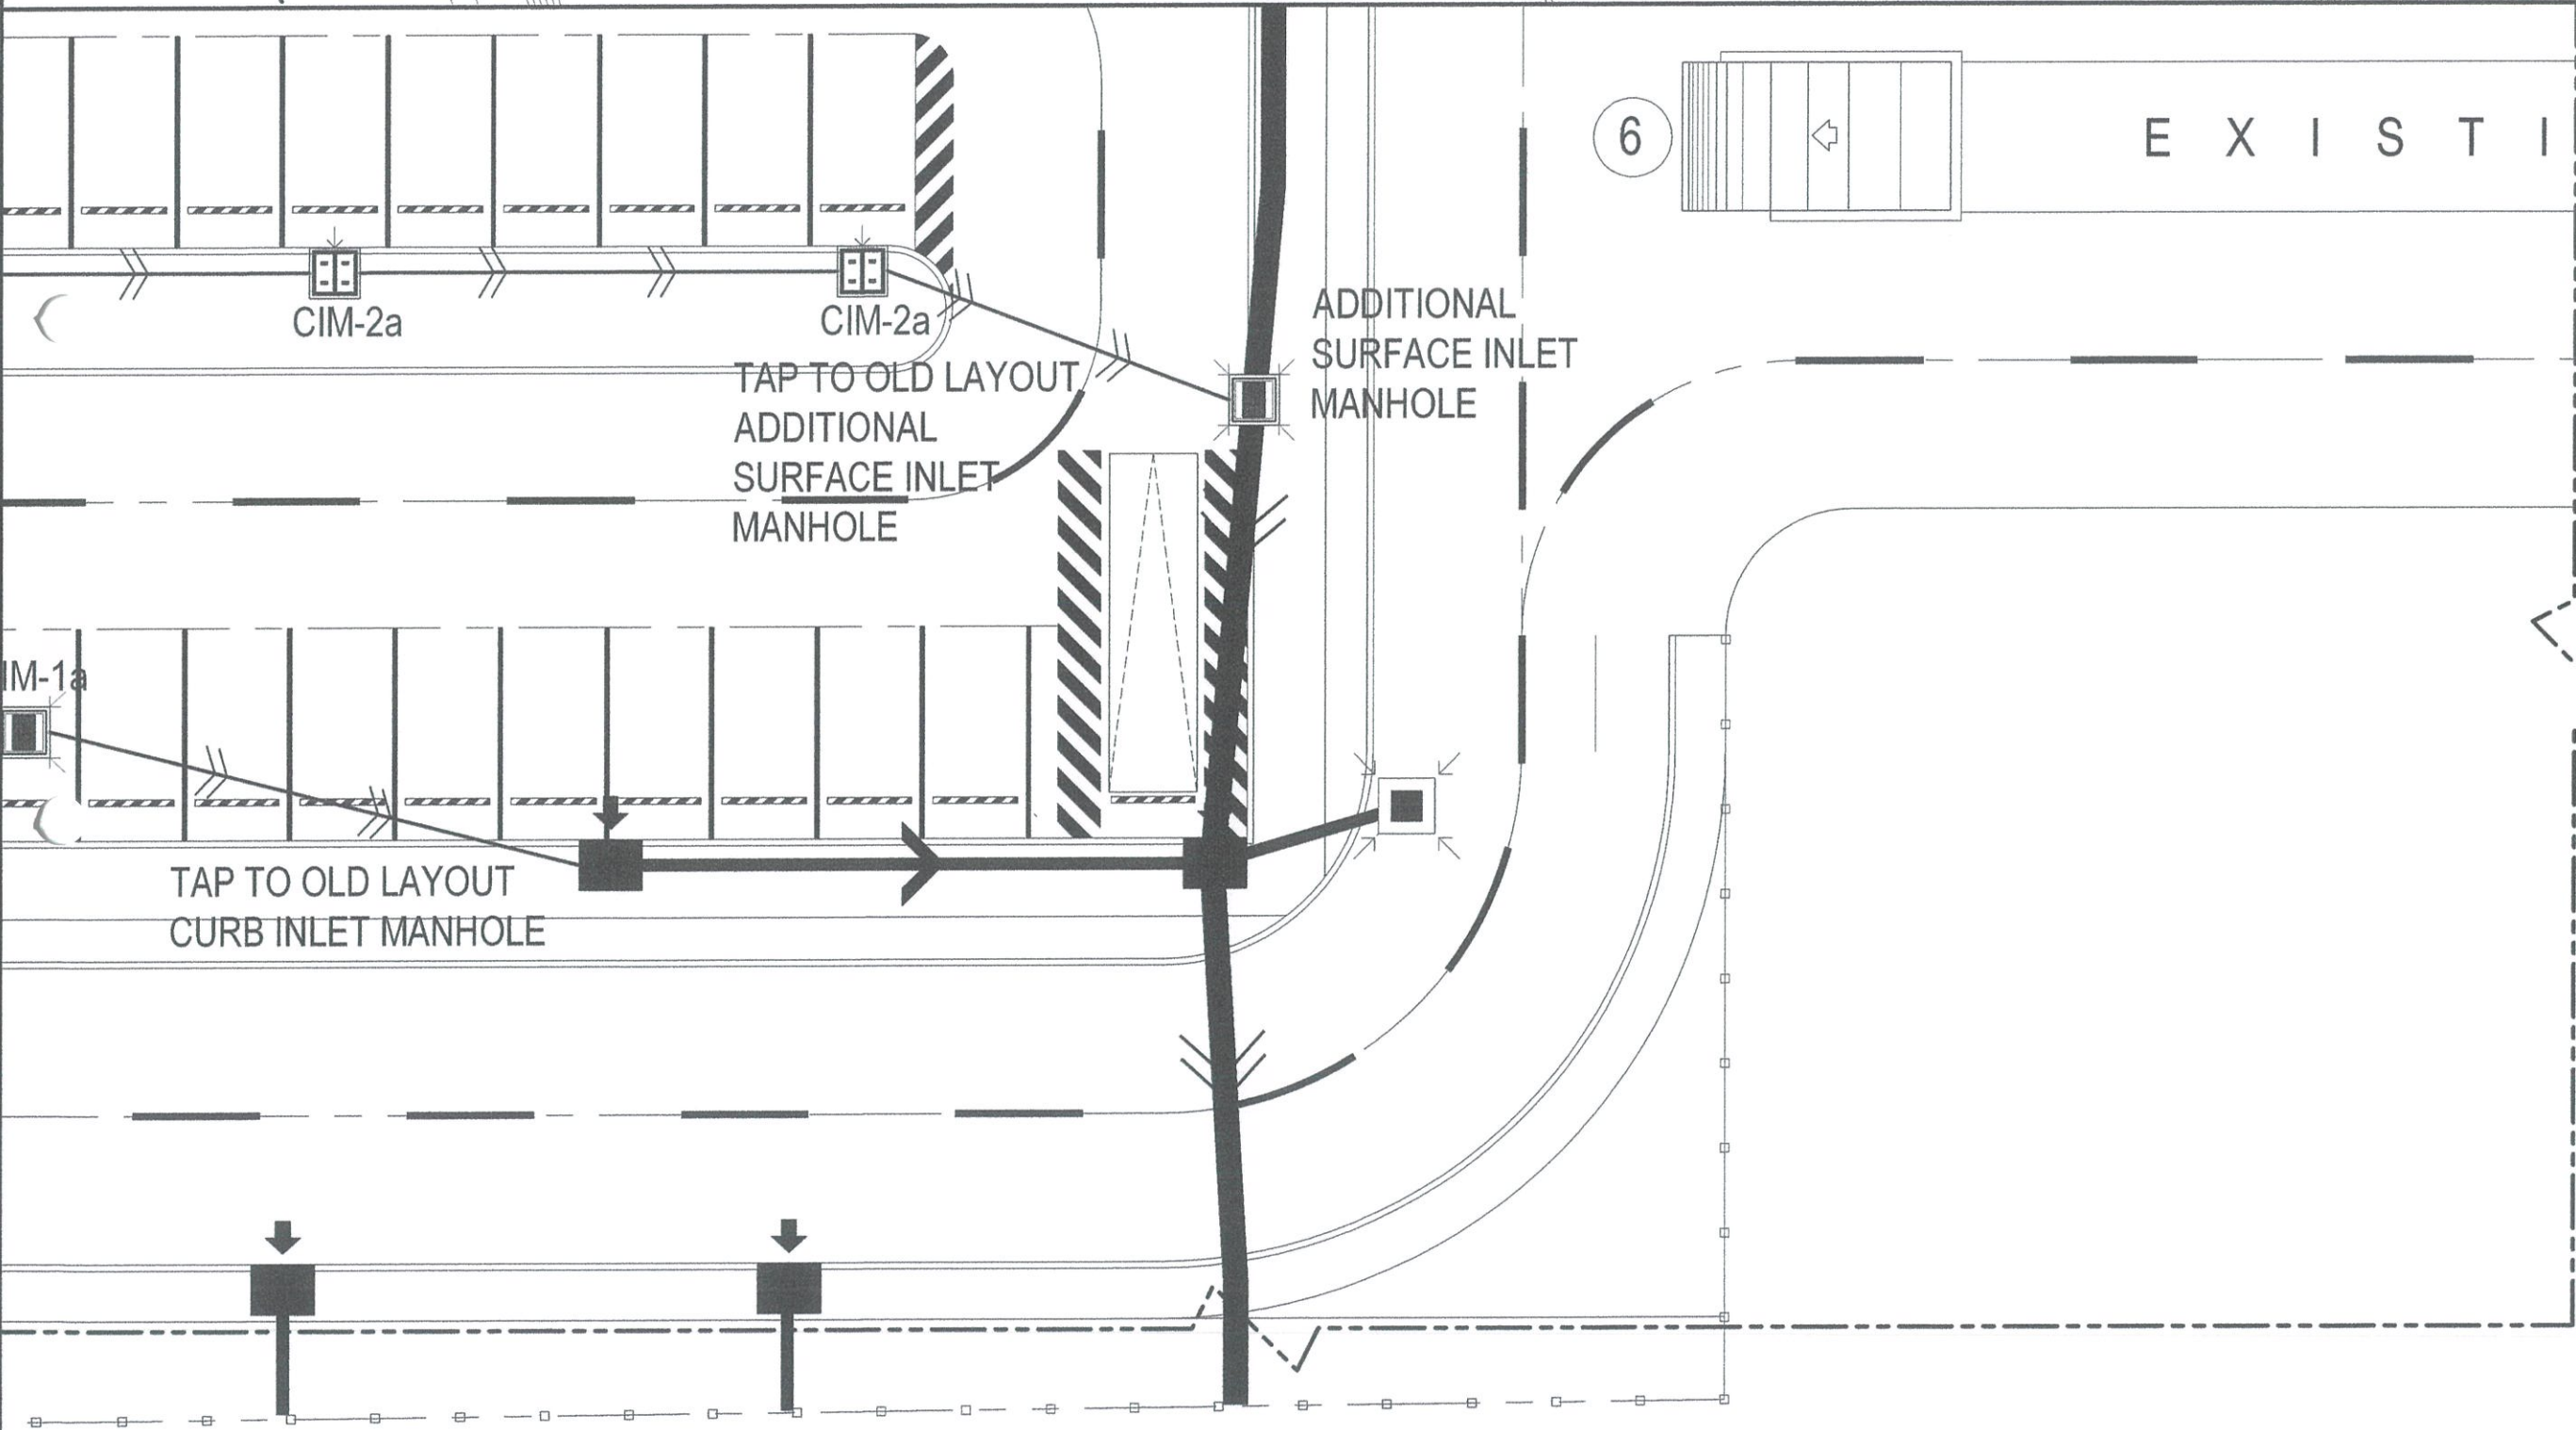 6
E X I S T I
CIM-2a
CIM-2a
ADDITIONAL
SURFACE INLET
MANHOLE
TAP TO OLD LAYOUT
ADDITIONAL
SURFACE INLET
MANHOLE
IM-1a
TAP TO OLD LAYOUT
CURB INLET MANHOLE